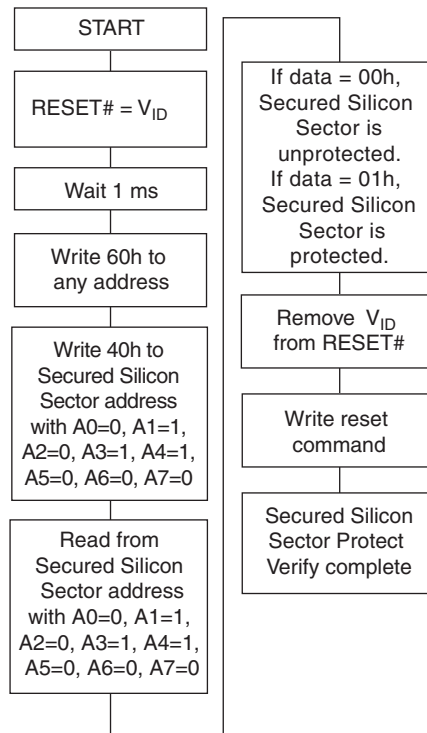 START
RESET# = VID
Wait 1 ms
Write 60h to
any address
Write 40h to
Secured Silicon
Sector address
with A0=0, A1=1,
A2=0, A3=1, A4=1,
A5=0, A6=0, A7=0
Read from
Secured Silicon
Sector address
with A0=0, A1=1,
A2=0, A3=1, A4=1,
A5=0, A6=0, A7=0
If data = 00h,
Secured Silicon
Sector is
unprotected.
If data = 01h,
Secured Silicon
Sector is
protected.
Remove VID
from RESET#
Write reset
command
Secured Silicon
Sector Protect
Verify complete